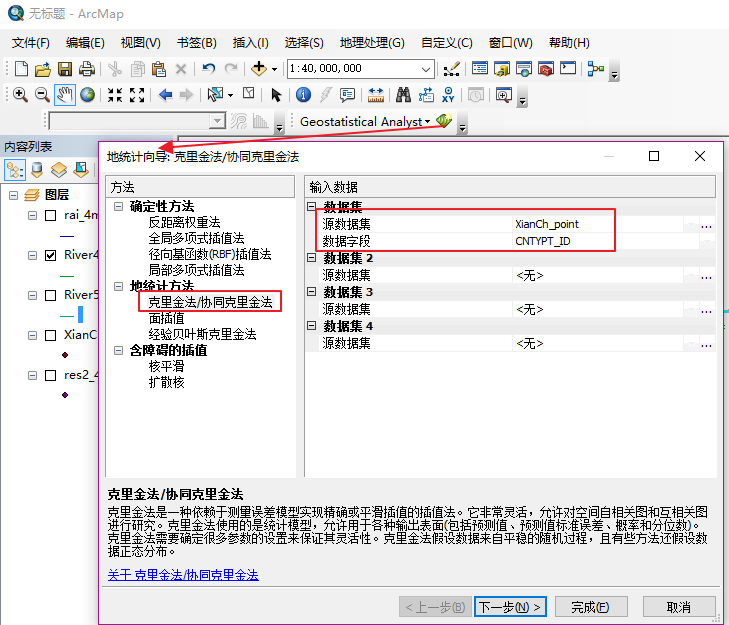 无标题 - ArcMap
文件(F) 编辑(E) 视图(V) 书签(B) 插入(I) 选择(S) 地理处理(G) 自定义(C) 窗口(W) 帮助(H)
1:40,000,000
Geostatistical Analyst
内容列表
图层
rai_4m
River4
River5
XianC
res2_4
地统计向导: 克里金法/协同克里金法
方法
确定性方法
反距离权重法
全局多项式插值法
径向基函数(RBF)插值法
局部多项式插值法
地统计方法
克里金法/协同克里金法
面插值
经验贝叶斯克里金法
含障碍的插值
核平滑
扩散核
输入数据
数据集
源数据集 XianCh_point ...
数据字段 CNTYPT_ID
数据集 2
源数据集 <无> ...
数据集 3
源数据集 <无> ...
数据集 4
源数据集 <无> ...
克里金法/协同克里金法
克里金法是一种依赖于测量误差模型实现精确或平滑插值的插值法。它非常灵活，允许对空间自相关图和互相关图
进行研究。克里金法使用的是统计模型，允许用于各种输出表面(包括预测值、预测值标准误差、概率和分位数)。
克里金法需要确定很多参数的设置来保证其灵活性。克里金法假设数据来自平稳的随机过程，且有些方法还假设数
据正态分布。
关于 克里金法/协同克里金法
< 上一步(B) 下一步(N) > 完成(F) 取消